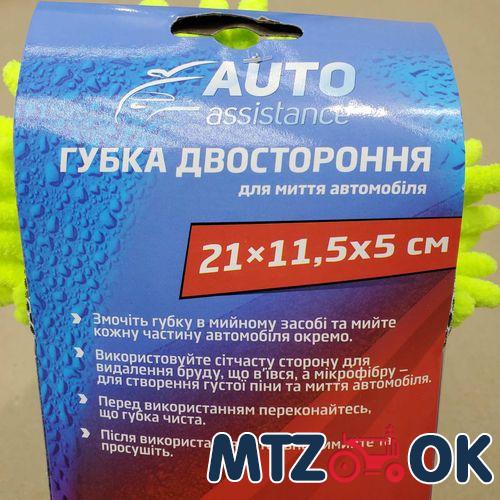 AUTO
assistance
ГУБКА ДВОСТОРОННЯ
для миття автомобіля
21×11,5х5 см
Змочіть губку в мийному засобі та мийте
кожну частину автомобіля окремо.
Використовуйте сітчасту сторону для
видалення бруду, що в'ївся, а мікрофібру –
для створення густої піни та миття автомобіля.
Перед використанням переконайтесь,
що губка чиста.
Після використа
та
просушіть.
MTZ OK